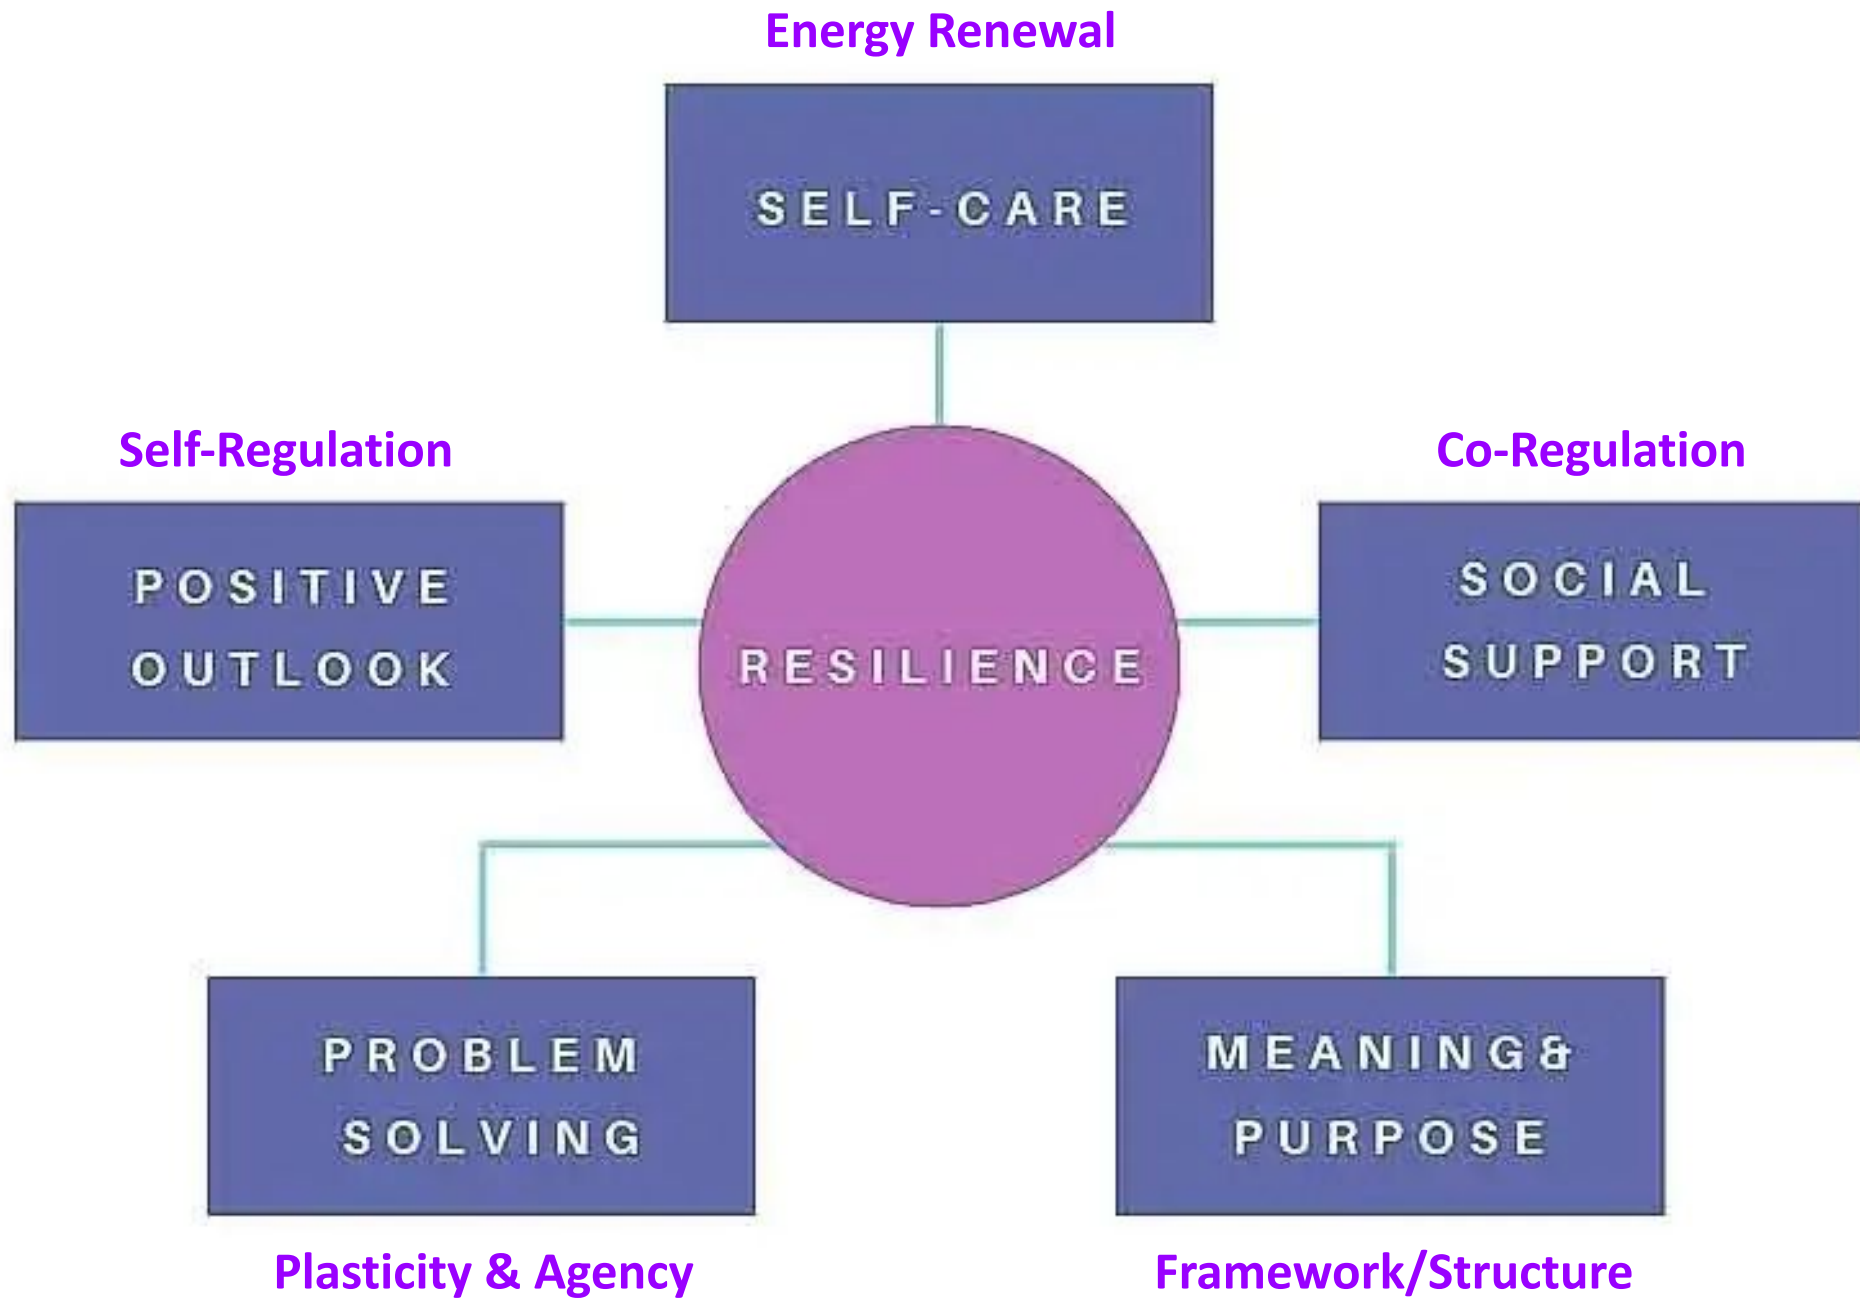 Energy Renewal
SELF-CARE
Self-Regulation
POSITIVE
OUTLOOK
RESILIENCE
Co-Regulation
SOCIAL
SUPPORT
PROBLEM
SOLVING
Plasticity & Agency
MEANING&
PURPOSE
Framework/Structure